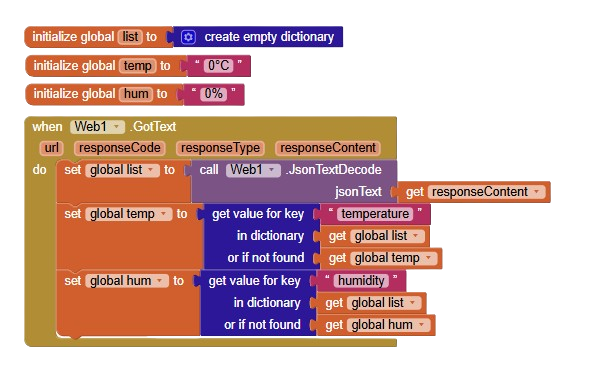 initialize global list to create empty dictionary
initialize global temp to " 0°C "
initialize global hum to " 0% "
when Web1 .GotText
url responseCode responseType responseContent
do set global list to call Web1 .JsonTextDecode
jsonText get responseContent
set global temp to get value for key " temperature "
in dictionary get global list
or if not found get global temp
set global hum to get value for key " humidity "
in dictionary get global list
or if not found get global hum